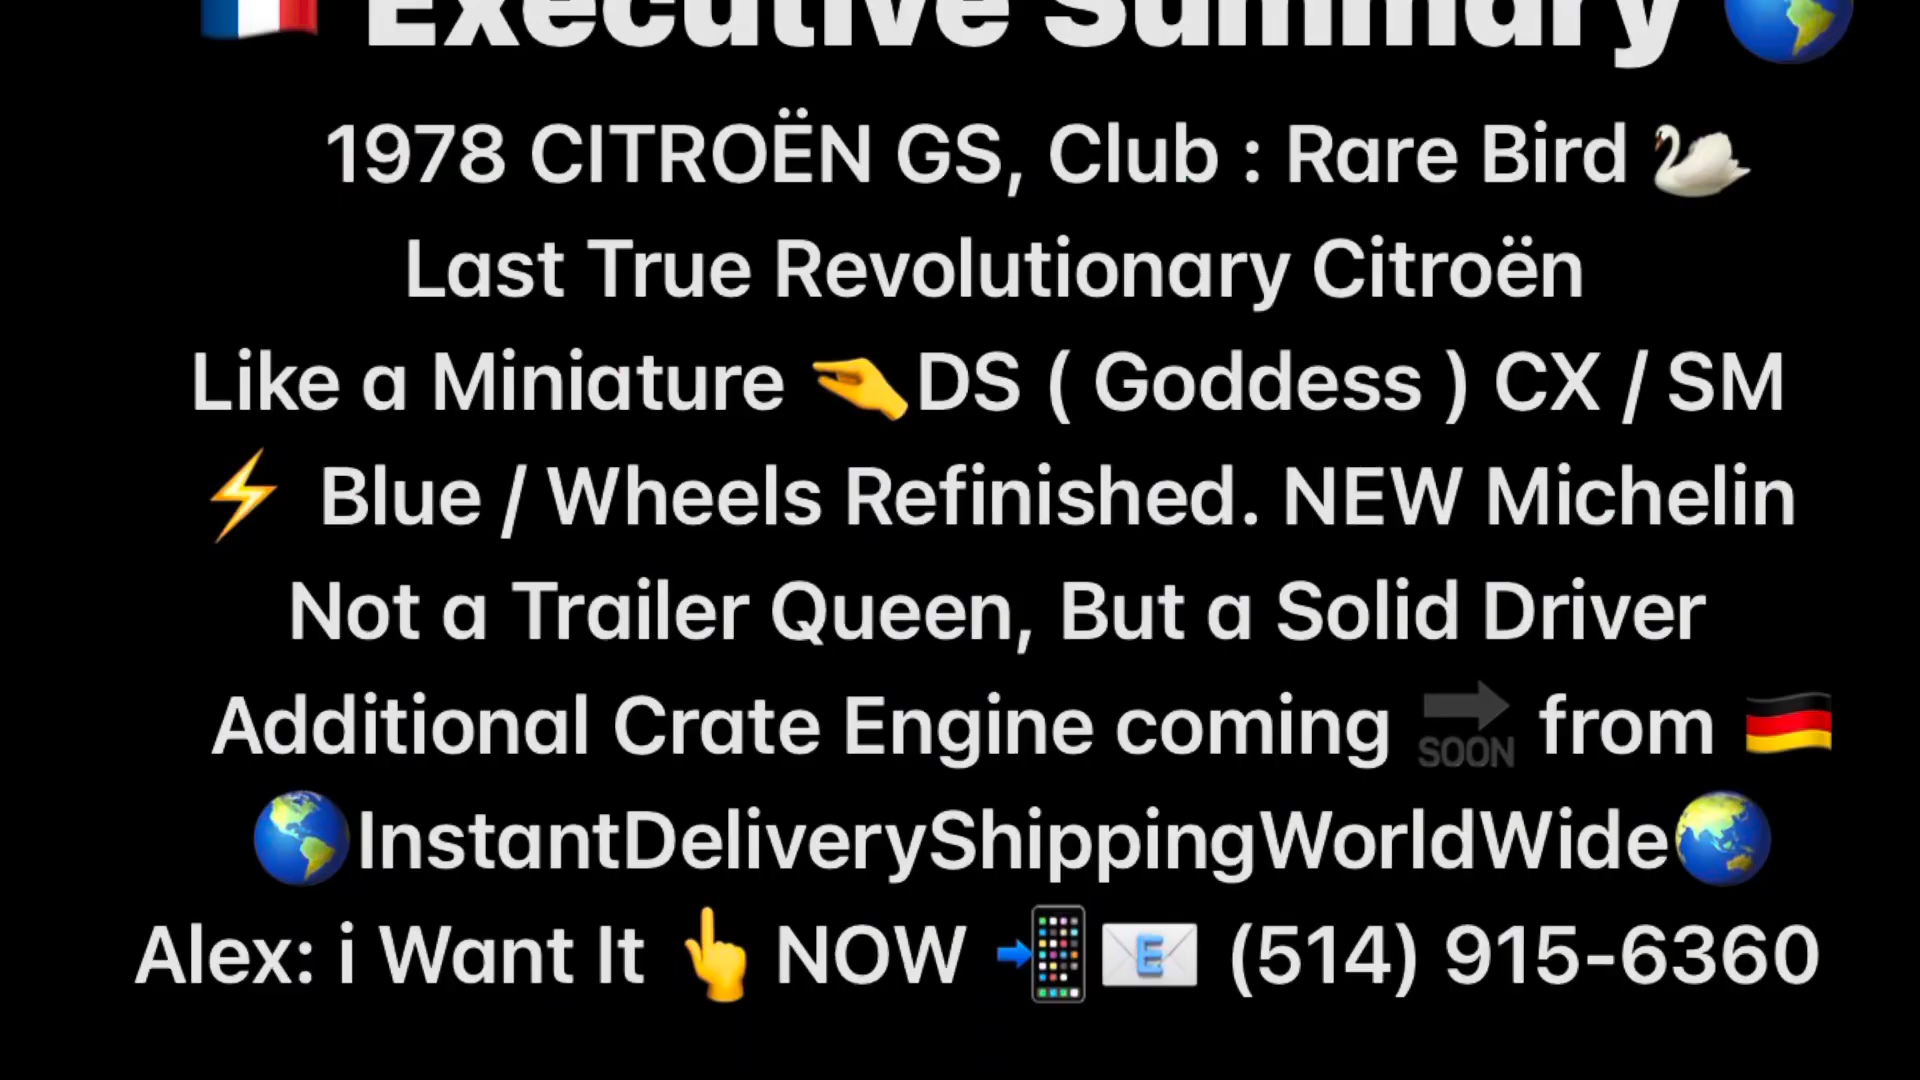 Executive Summary
1978 CITROËN GS, Club : Rare Bird
Last True Revolutionary Citroën
Like a Miniature DS ( Goddess ) CX / SM
Blue / Wheels Refinished. NEW Michelin
Not a Trailer Queen, But a Solid Driver
Additional Crate Engine coming SOON from
InstantDeliveryShippingWorldWide
Alex: i Want It NOW E (514) 915-6360